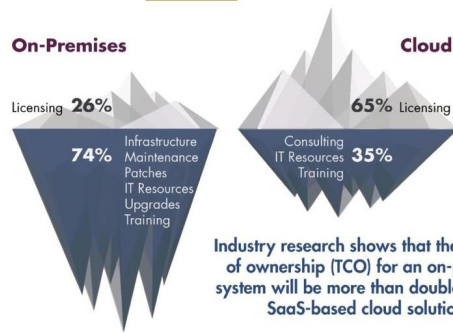 On-Premises
Licensing 26%
74%
Infrastructure
Maintenance
Patches
IT Resources
Upgrades
Training
Cloud
65% Licensing
Consulting
IT Resources 35%
Training
Industry research shows that the
of ownership (TCO) for an on-
system will be more than double
SaaS-based cloud solutio